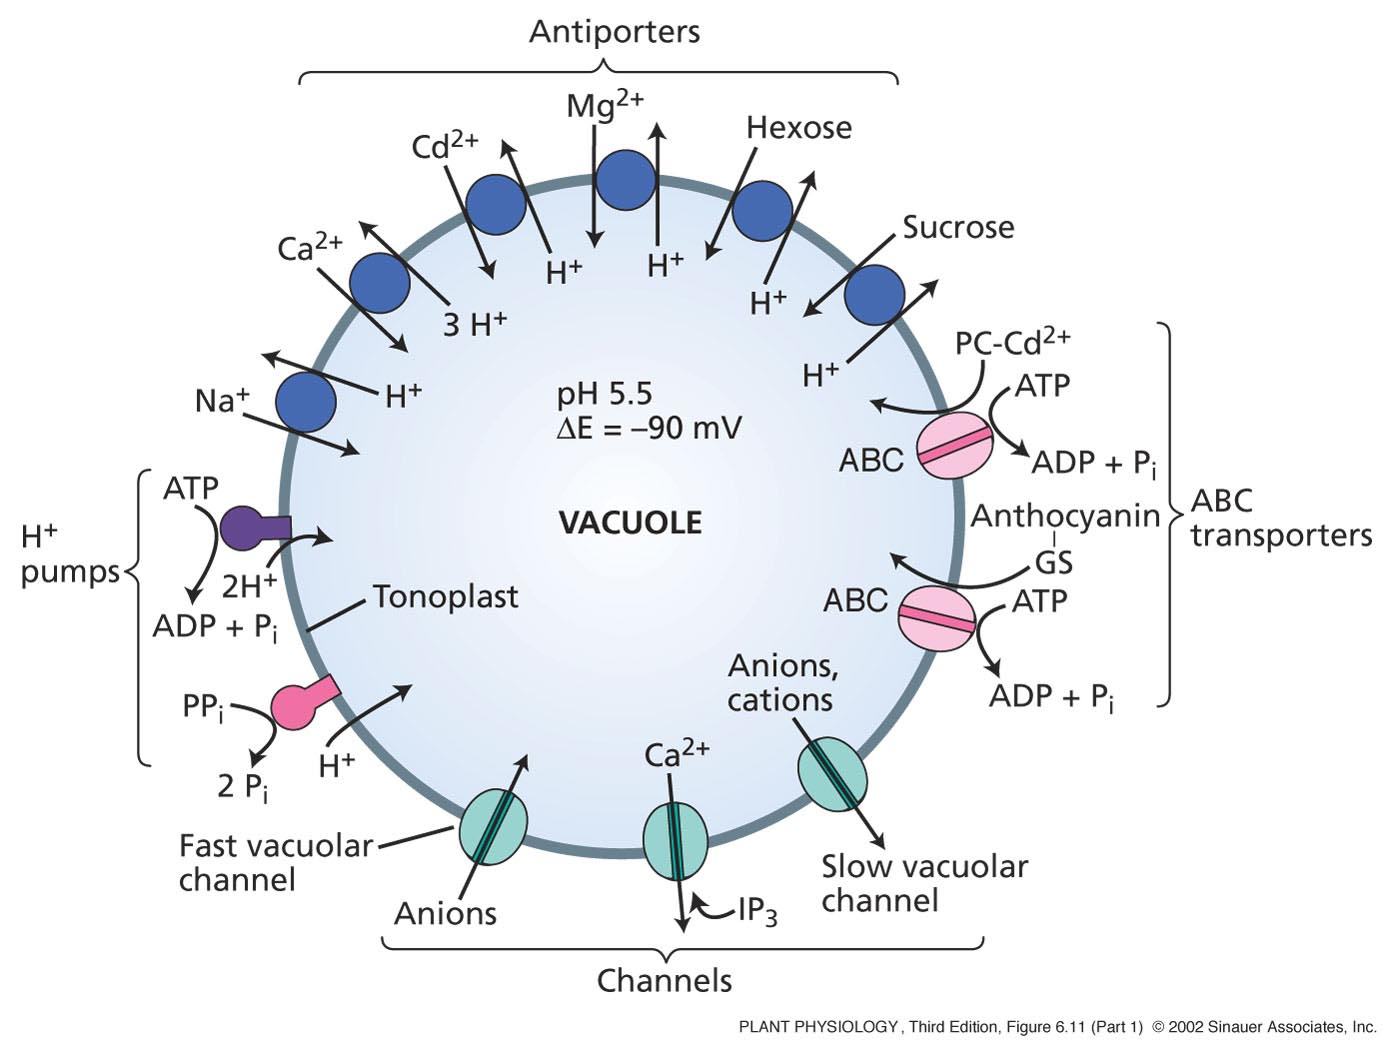 Antiporters
Mg2+
Cd2+
Hexose
Ca2+
Sucrose
H+
H+
H+
3 H+
H+
Na+
H+
pH 5.5
ΔE = –90 mV
VACUOLE
PC-Cd2+
ATP
ABC
ADP + Pi
Anthocyanin
GS
ABC
ATP
ADP + Pi
ABC
transporters
H+
pumps
ATP
2H+
ADP + Pi
Tonoplast
PPi
H+
2 Pi
Anions,
cations
Ca2+
Fast vacuolar
channel
Anions
IP3
Slow vacuolar
channel
Channels
PLANT PHYSIOLOGY, Third Edition, Figure 6.11 (Part 1) © 2002 Sinauer Associates, Inc.